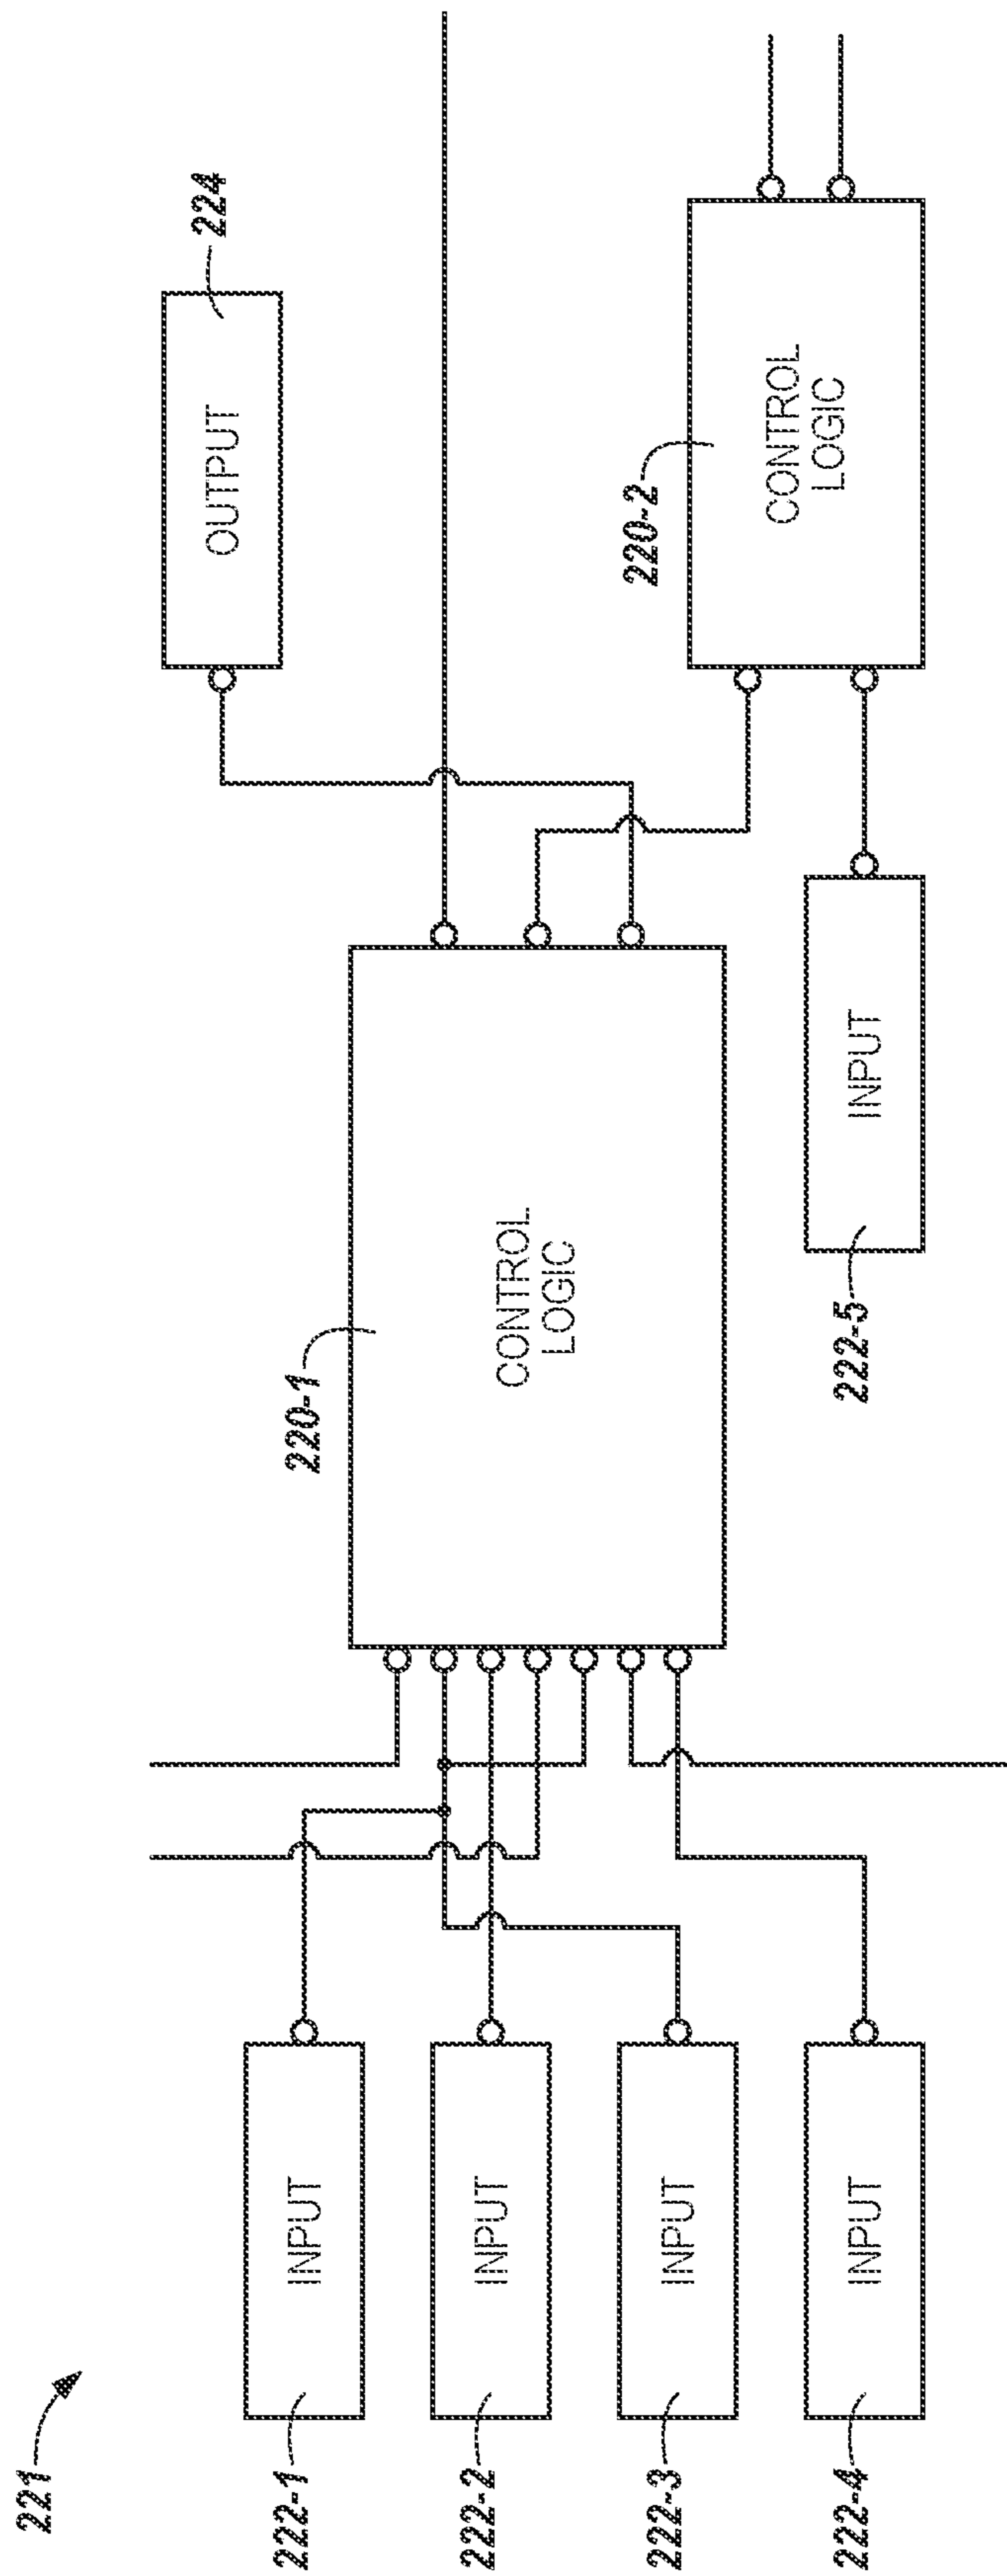 221
222-1
INPUT
222-2
INPUT
222-3
INPUT
222-4
INPUT
220-1
CONTROL
LOGIC
222-5
INPUT
224
OUTPUT
220-2
CONTROL
LOGIC